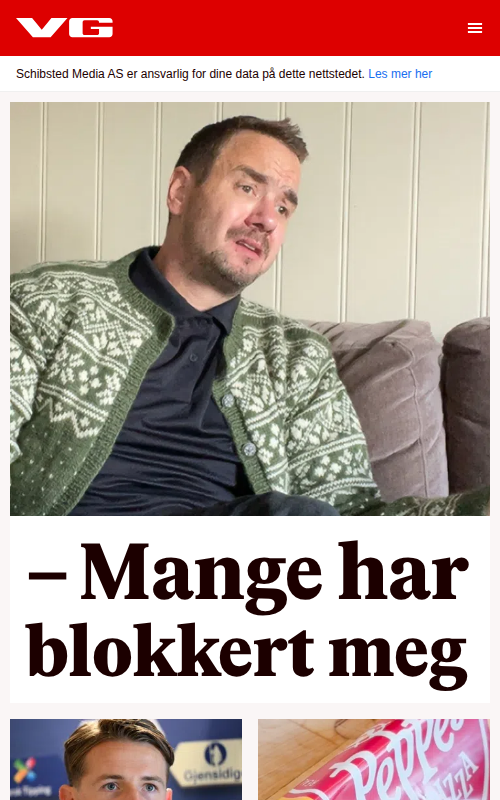 VG
Schibsted Media AS er ansvarlig for dine data på dette nettstedet. Les mer her
– Mange har
blokkert meg
Gjensidig
Tipping
Peppes
PIZZA